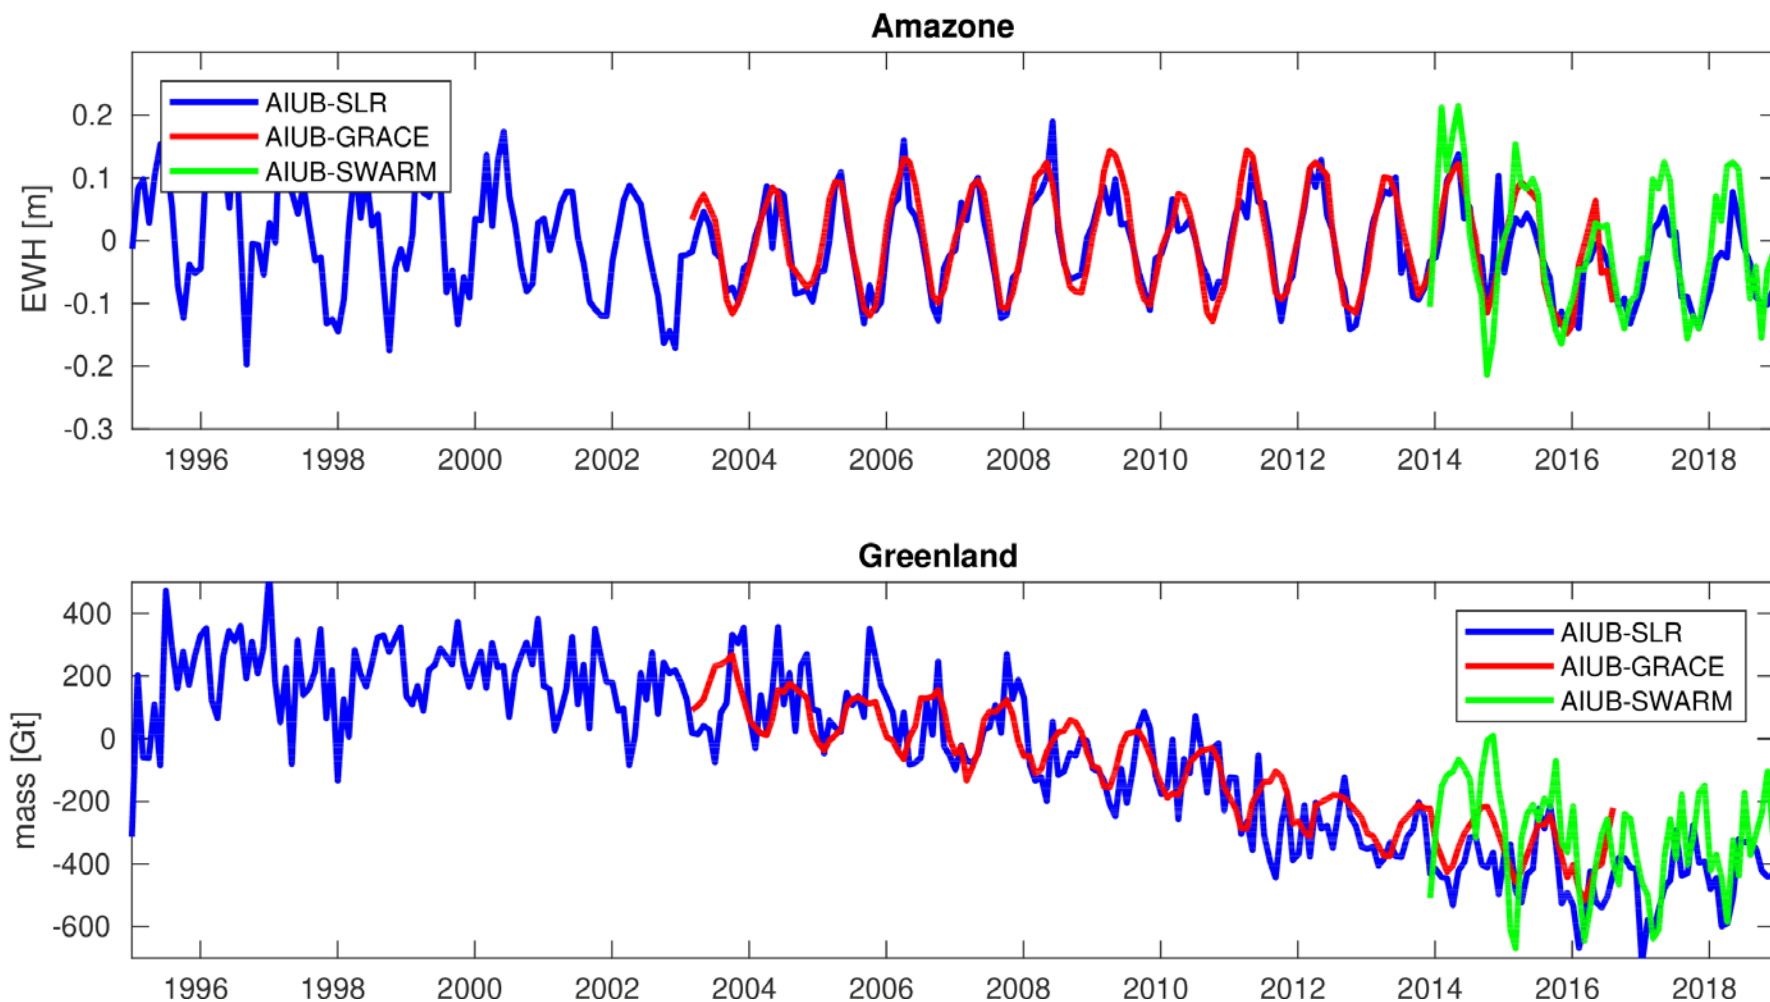 Amazone
EWH [m]
0.2
0.1
0
-0.1
-0.2
-0.3
AIUB-SLR
AIUB-GRACE
AIUB-SWARM
1996 1998 2000 2002 2004 2006 2008 2010 2012 2014 2016 2018
Greenland
mass [Gt]
400
200
0
-200
-400
-600
AIUB-SLR
AIUB-GRACE
AIUB-SWARM
1996 1998 2000 2002 2004 2006 2008 2010 2012 2014 2016 2018